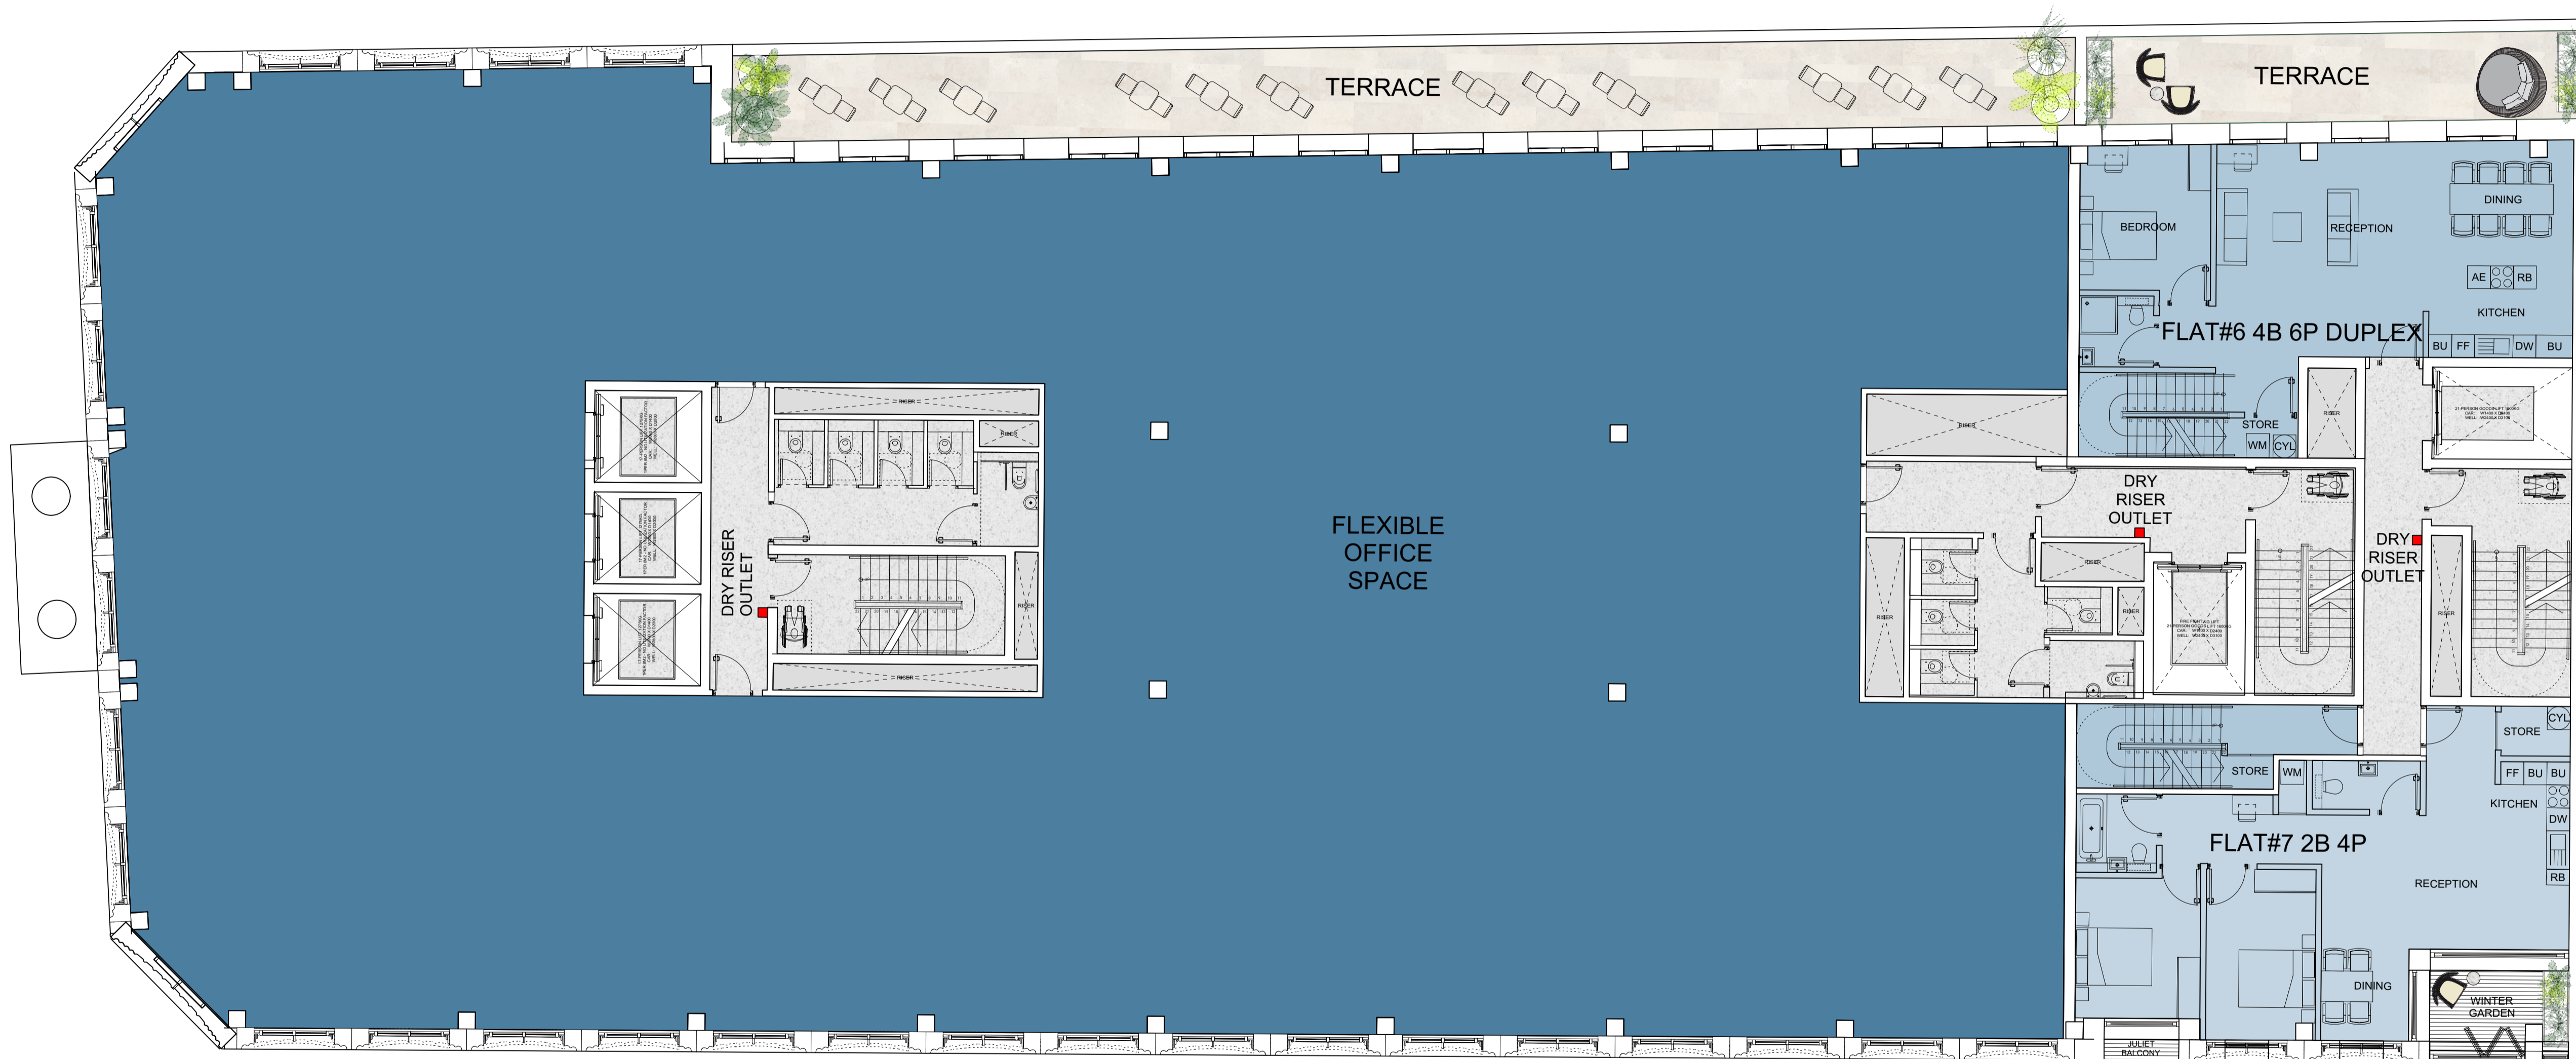 TERRACE
TERRACE
BEDROOM
RECEPTION
DINING
AE
RB
KITCHEN
FLAT#6 4B 6P DUPLEX
BU
FF
DW
BU
STORE
WM
CYL
RISER
RISER
RISER
RISER
DRY RISER
OUTLET
RISER
RISER
FLEXIBLE
OFFICE
SPACE
DRY
RISER
OUTLET
RISER
RISER
RISER
DRY
RISER
OUTLET
RISER
STORE
CYL
STORE
WM
FF
BU
BU
KITCHEN
DW
FLAT#7 2B 4P
RB
RECEPTION
DINING
WINTER
GARDEN
JULIET
BALCONY